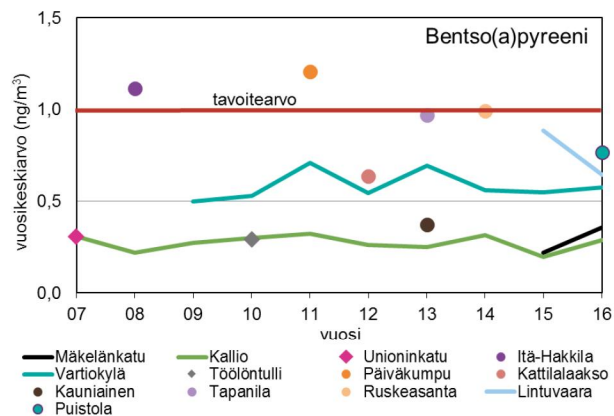 Bentso(a)pyreeni
vuosikeskiarvo (ng/m³)
1,5
1,0
0,5
0,0
tavoitearvo
07 08 09 10 11 12 13 14 15 16
vuosi
Mäkelänkatu Kallio Unioninkatu Itä-Hakkila
Vartiokylä Töölöntulli Päiväkumpu Kattilalaakso
Kauniainen Tapanila Ruskeasanta Lintuvaara
Puistola